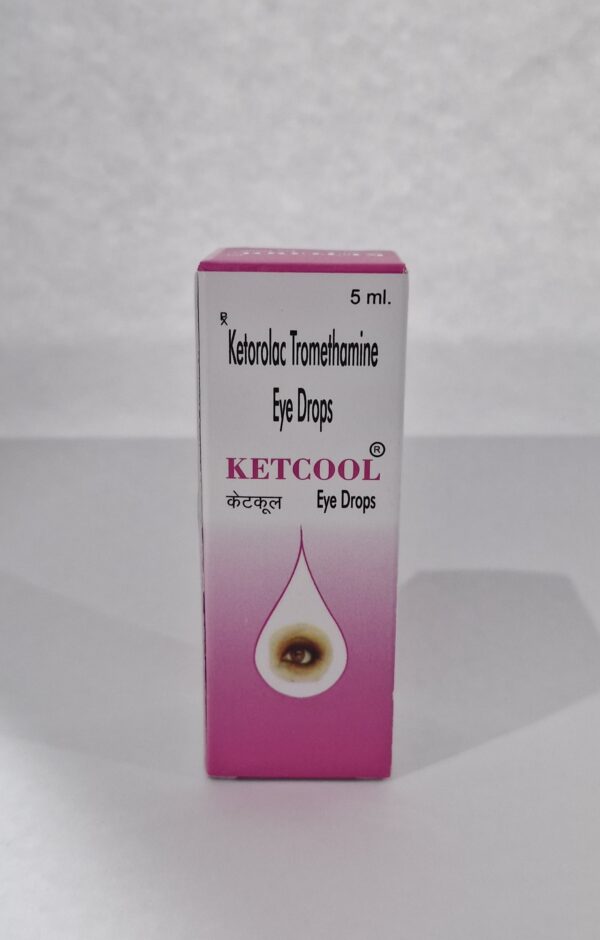 5 ml.
℞
Ketorolac Tromethamine
Eye Drops
KETCOOL®
केटकूल Eye Drops